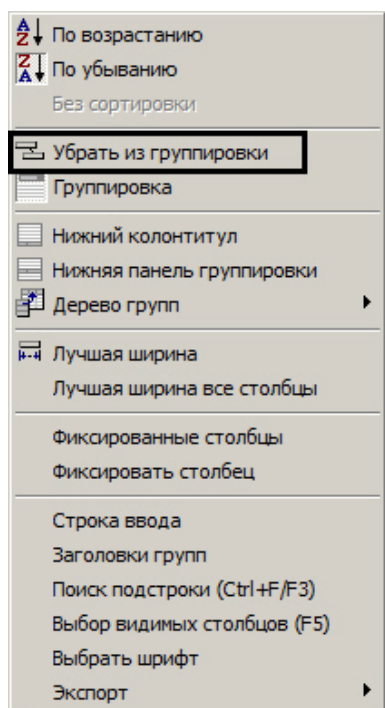 По возрастанию
По убыванию
Без сортировки
Убрать из группировки
Группировка
Нижний колонтитул
Нижняя панель группировки
Дерево групп
Лучшая ширина
Лучшая ширина все столбцы
Фиксированные столбцы
Фиксировать столбец
Строка ввода
Заголовки групп
Поиск подстроки (Ctrl+F/F3)
Выбор видимых столбцов (F5)
Выбрать шрифт
Экспорт